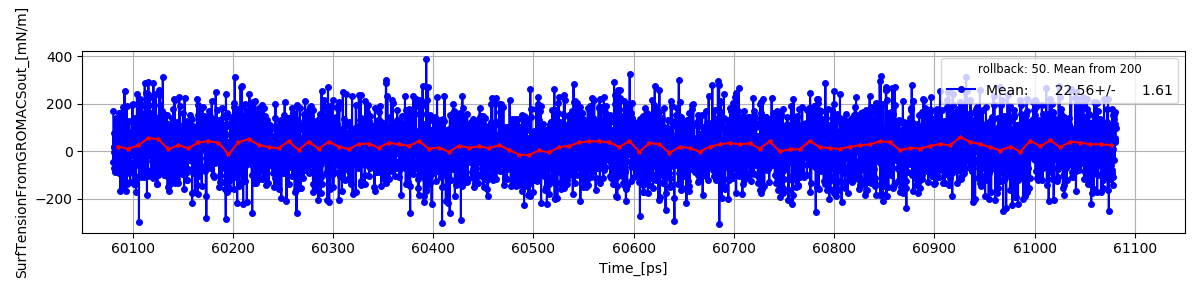 SurfTensionFromGROMACSout_[mN/m]
400
200
0
−200
rollback: 50. Mean from 200
Mean: 22.56+/- 1.61
60100 60200 60300 60400 60500 60600 60700 60800 60900 61000 61100
Time_[ps]